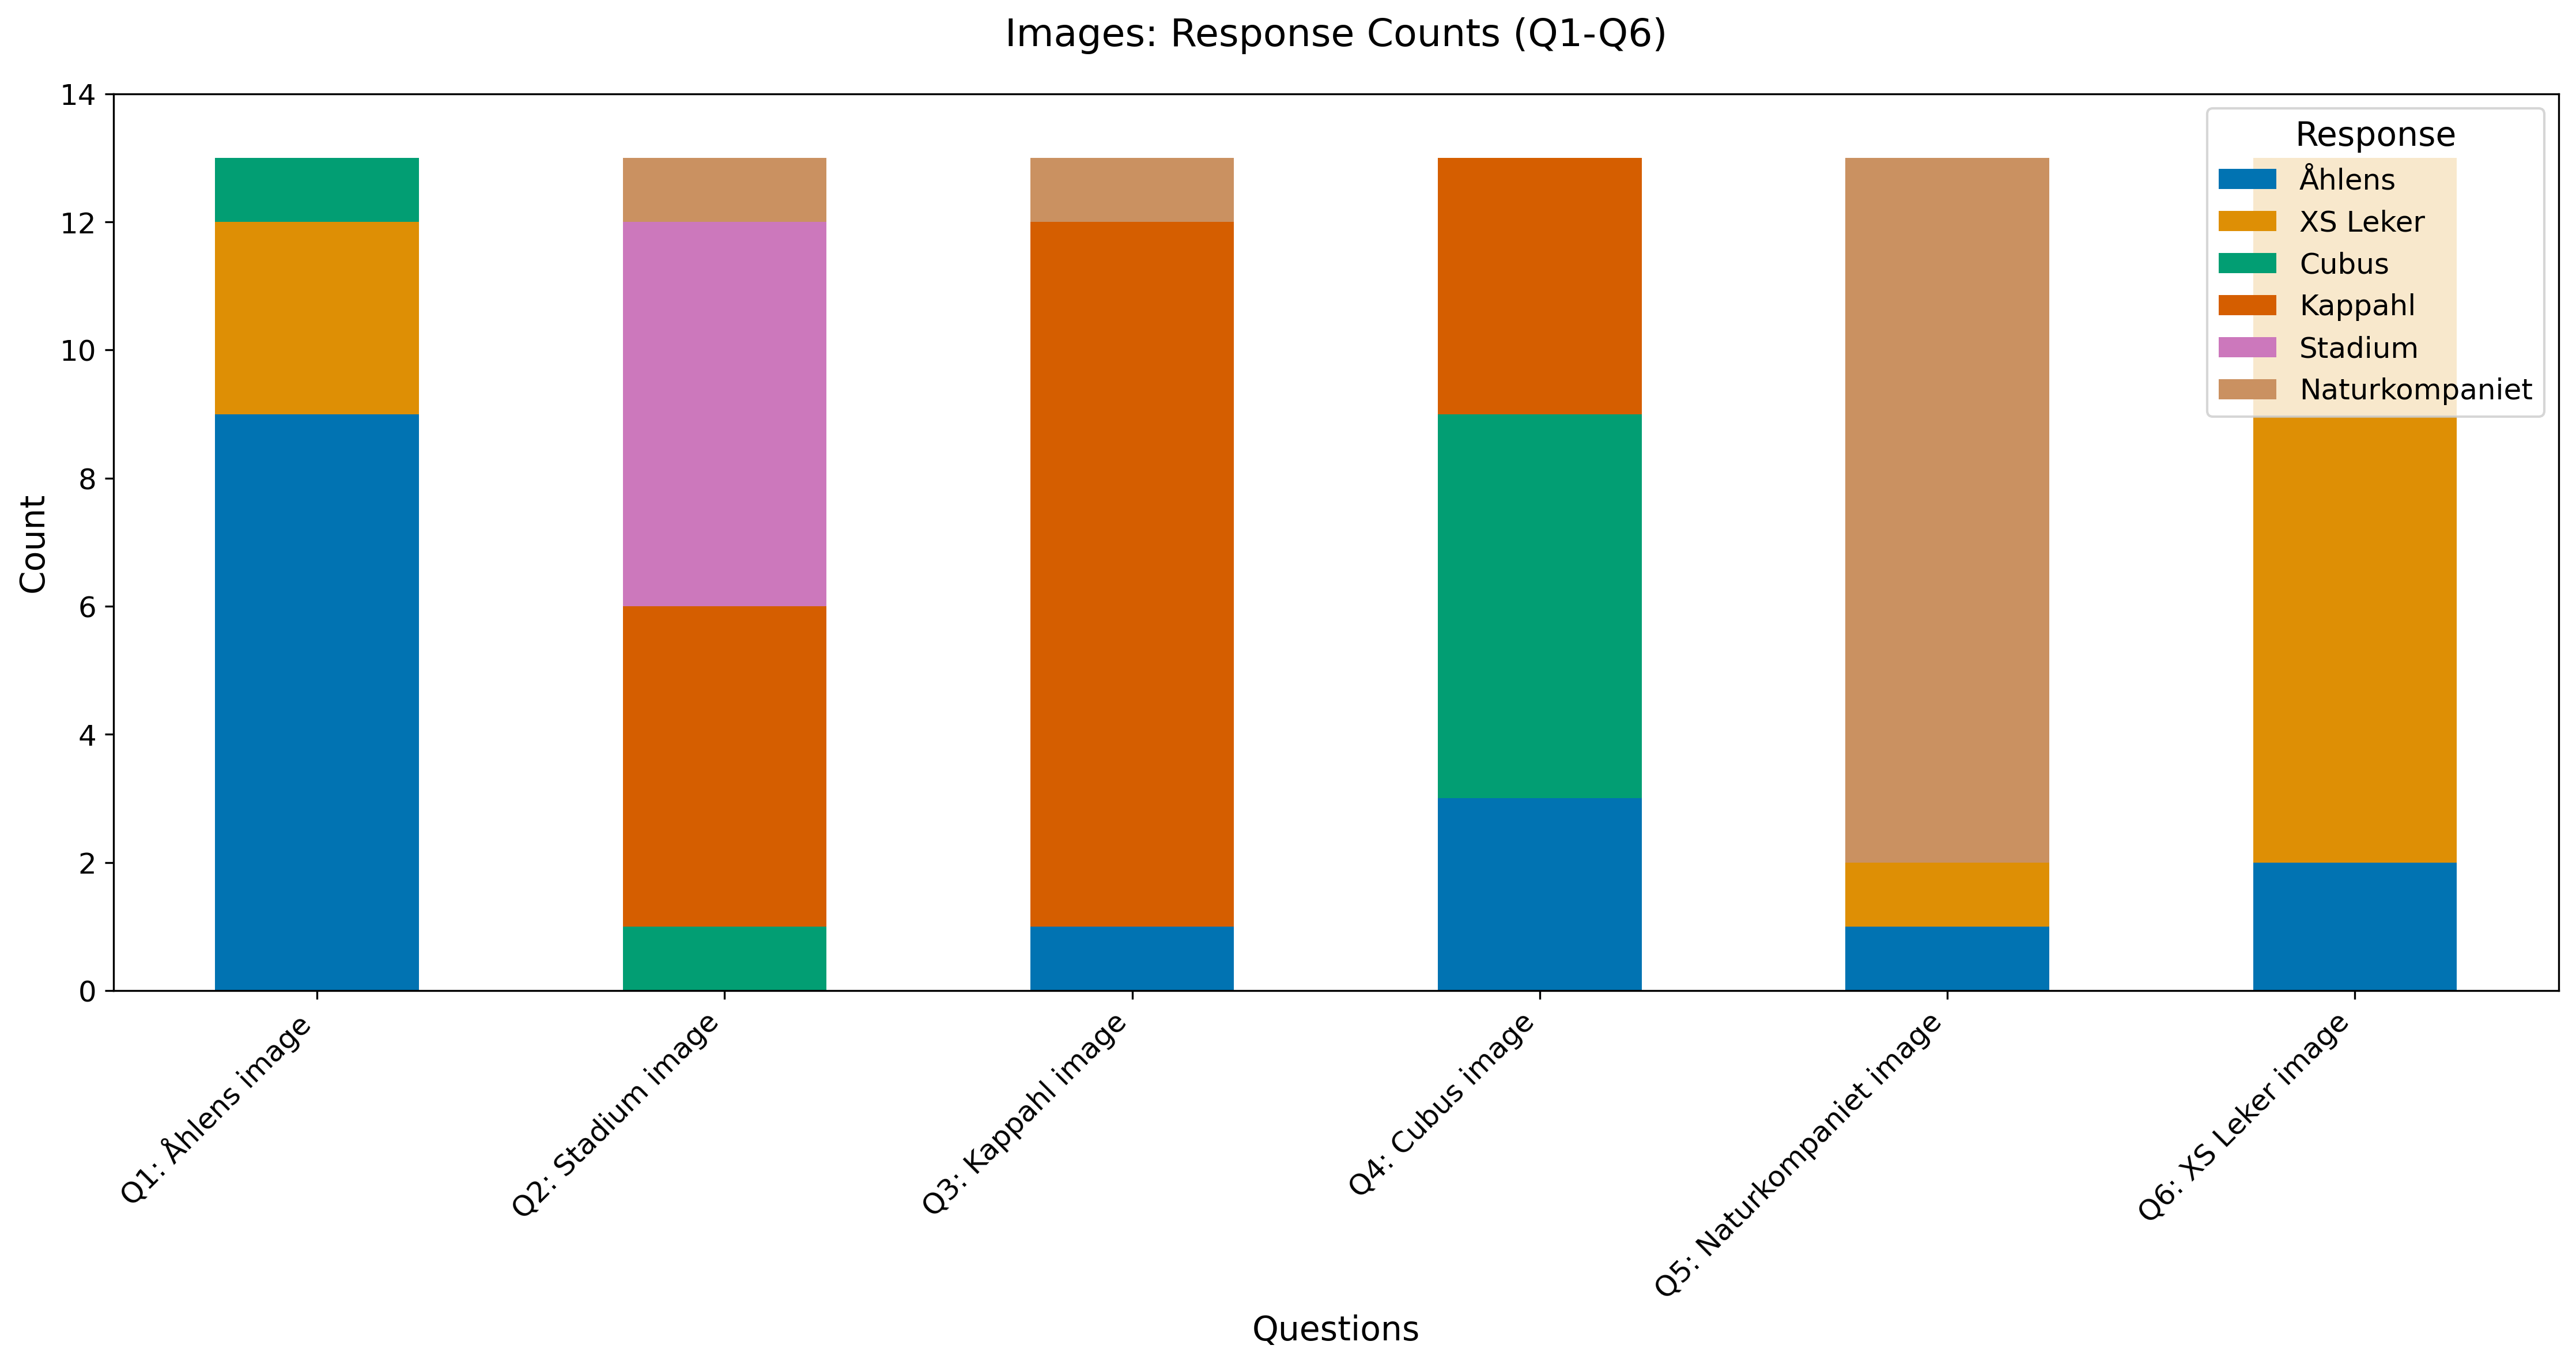 Images: Response Counts (Q1-Q6)
14
12
10
8
6
4
2
0
Count
Response
Åhlens
XS Leker
Cubus
Kappahl
Stadium
Naturkompaniet
Q1: Åhlens image
Q2: Stadium image
Q3: Kappahl image
Q4: Cubus image
Q5: Naturkompaniet image
Q6: XS Leker image
Questions